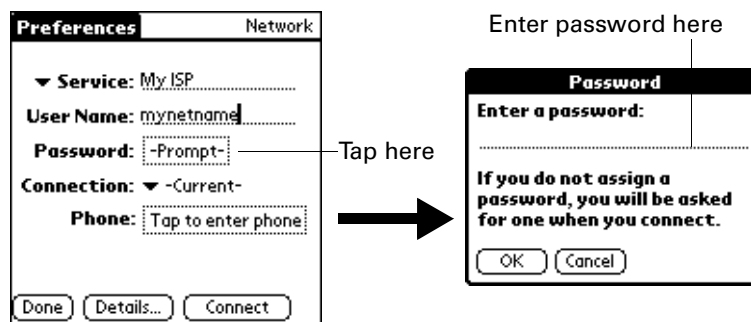 Preferences Network
▼ Service: My ISP
User Name: mynetname
Password: -Prompt-
Connection: ▼ -Current-
Phone: Tap to enter phone
Done Details... Connect
Tap here
Enter password here
Password
Enter a password:
If you do not assign a
password, you will be asked
for one when you connect.
OK Cancel